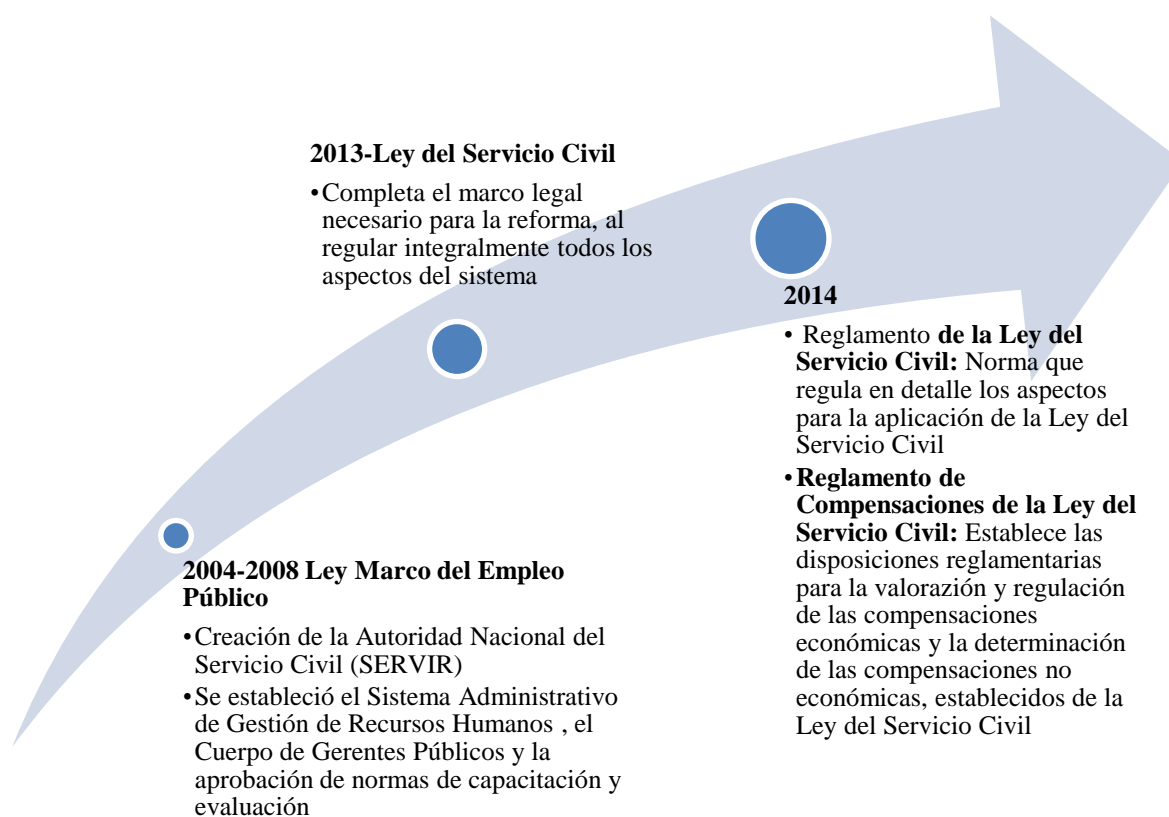 2013-Ley del Servicio Civil
•Completa el marco legal
necesario para la reforma, al
regular integralmente todos los
aspectos del sistema
2014
• Reglamento de la Ley del
Servicio Civil: Norma que
regula en detalle los aspectos
para la aplicación de la Ley del
Servicio Civil
•Reglamento de
Compensaciones de la Ley del
Servicio Civil: Establece las
disposiciones reglamentarias
para la valorazión y regulación
de las compensaciones
económicas y la determinación
de las compensaciones no
económicas, establecidos de la
Ley del Servicio Civil
2004-2008 Ley Marco del Empleo
Público
•Creación de la Autoridad Nacional del
Servicio Civil (SERVIR)
•Se estableció el Sistema Administrativo
de Gestión de Recursos Humanos , el
Cuerpo de Gerentes Públicos y la
aprobación de normas de capacitación y
evaluación